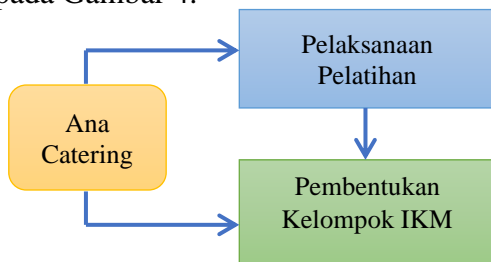 pada Gambar 4.
Pelaksanaan
Pelatihan
Ana
Catering
Pembentukan
Kelompok IKM